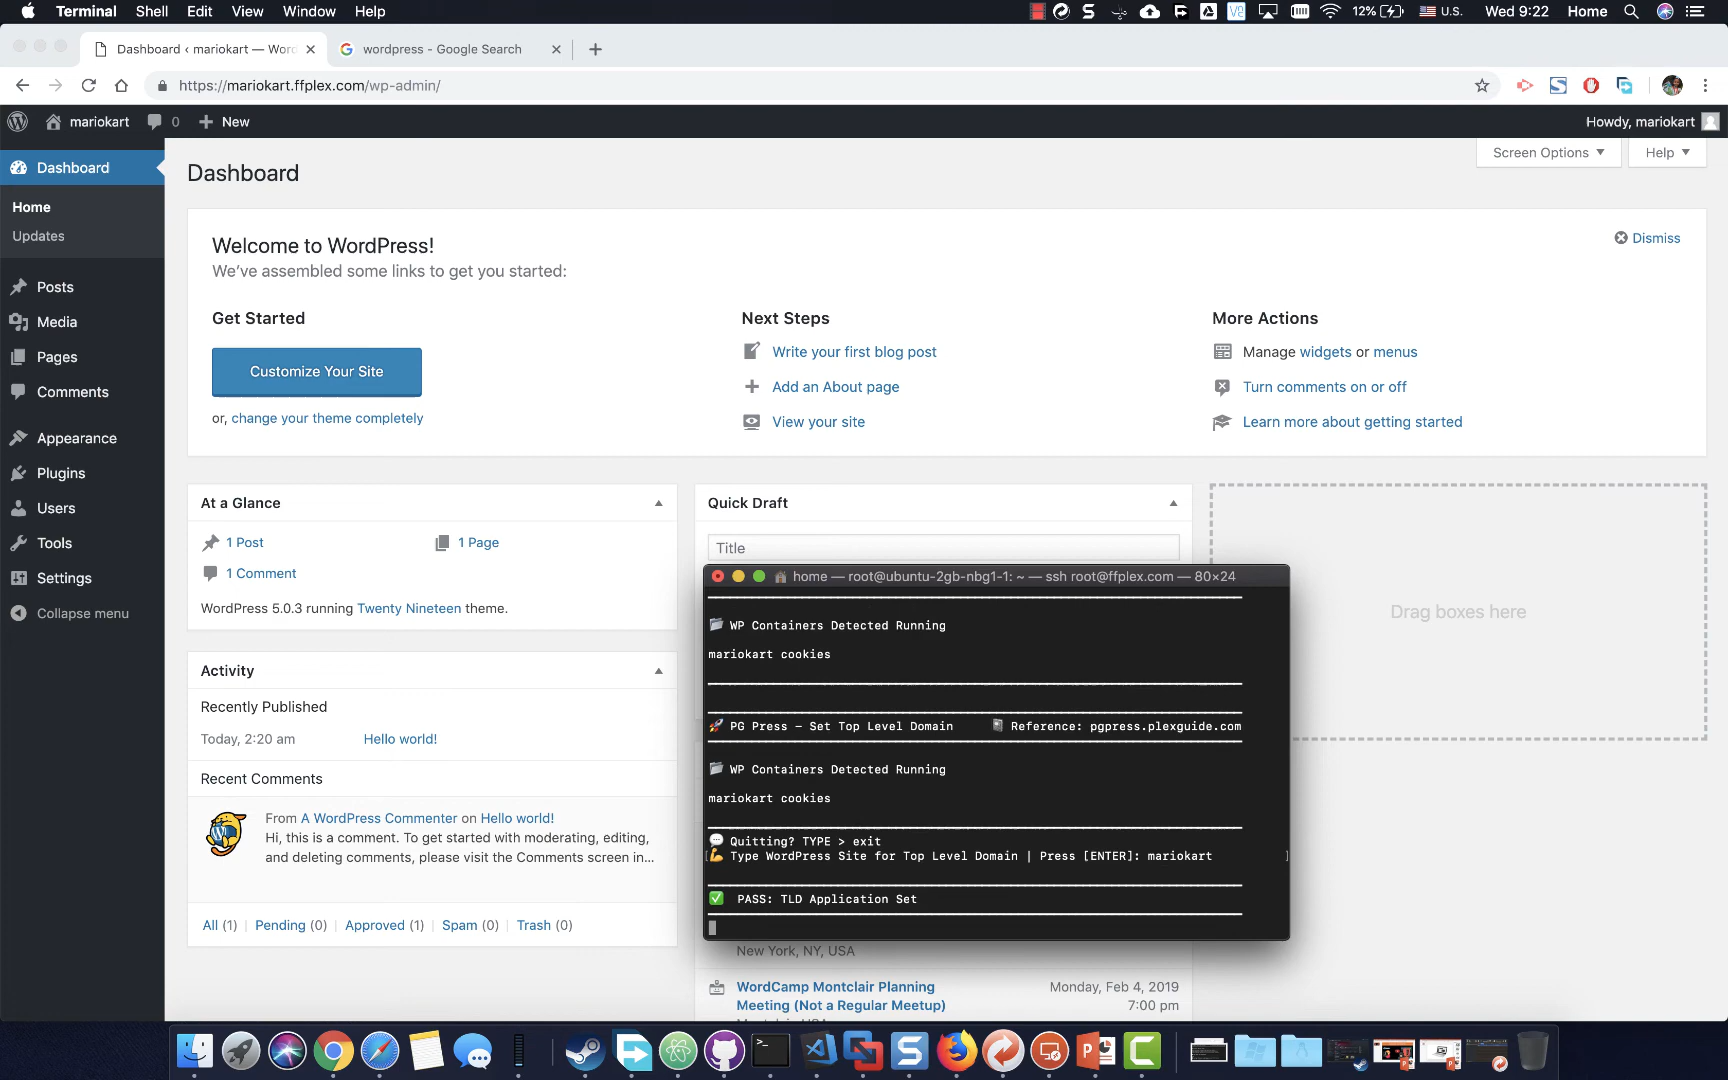 Terminal Shell Edit View Window Help 12% U.S. Wed 9:22 Home
Dashboard ‹ mariokart — Wor
wordpress - Google Search
https://mariokart.ffplex.com/wp-admin/
mariokart 0 New Howdy, mariokart
Dashboard
Home
Updates
Posts
Media
Pages
Comments
Appearance
Plugins
Users
Tools
Settings
Collapse menu
Screen Options Help
Dashboard
Welcome to WordPress!
Dismiss
We've assembled some links to get you started:
Get Started
Customize Your Site
or, change your theme completely
Next Steps
Write your first blog post
Add an About page
View your site
More Actions
Manage widgets or menus
Turn comments on or off
Learn more about getting started
At a Glance
1 Post 1 Page
1 Comment
WordPress 5.0.3 running Twenty Nineteen theme.
Activity
Recently Published
Today, 2:20 am Hello world!
Recent Comments
From A WordPress Commenter on Hello world!
Hi, this is a comment. To get started with moderating, editing,
and deleting comments, please visit the Comments screen in...
All (1) | Pending (0) | Approved (1) | Spam (0) | Trash (0)
Quick Draft
Title
home — root@ubuntu-2gb-nbg1-1: ~ — ssh root@ffplex.com — 80×24
WP Containers Detected Running
mariokart cookies
PG Press – Set Top Level Domain Reference: pgpress.plexguide.com
WP Containers Detected Running
mariokart cookies
Quitting? TYPE > exit
[ Type WordPress Site for Top Level Domain | Press [ENTER]: mariokart ]
PASS: TLD Application Set
New York, NY, USA
WordCamp Montclair Planning Monday, Feb 4, 2019
Meeting (Not a Regular Meetup) 7:00 pm
Drag boxes here